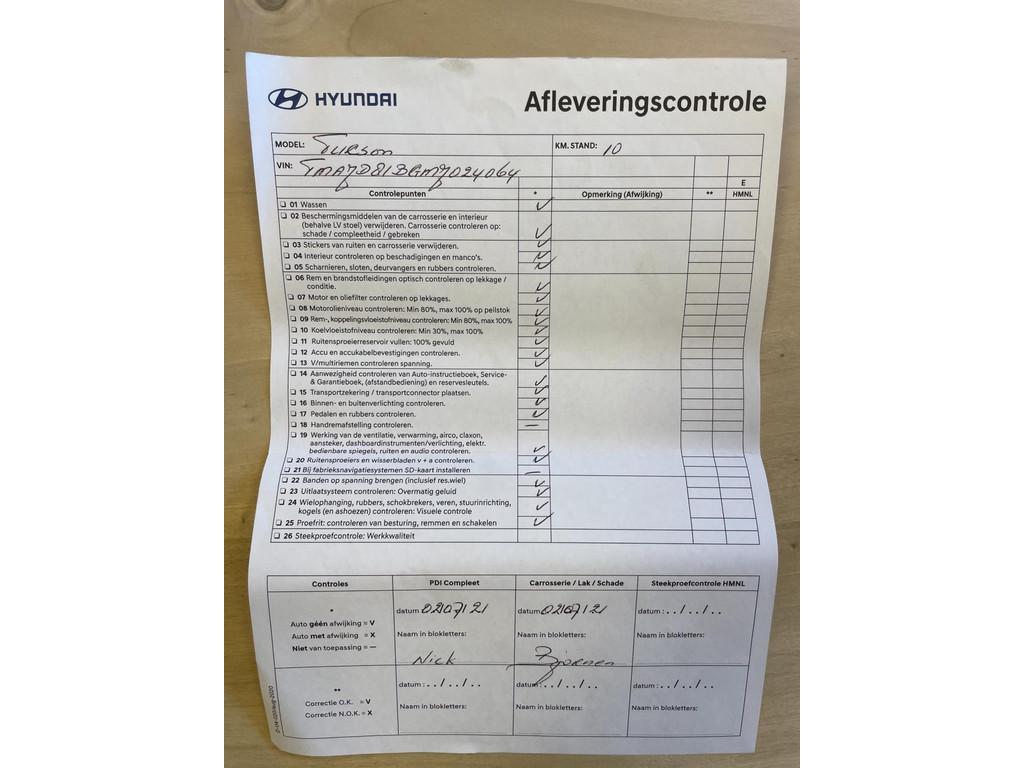 HYUNDAI
Afleveringscontrole
MODEL: Tucson
KM. STAND: 10
VIN: TMAJD81BGMJ024064
E
Controlepunten * Opmerking (Afwijking) ** HMNL
❑ 01 Wassen V
❑ 02 Beschermingsmiddelen van de carrosserie en interieur
(behalve LV stoel) verwijderen. Carrosserie controleren op:
schade / compleetheid / gebreken V
❑ 03 Stickers van ruiten en carrosserie verwijderen. V
❑ 04 Interieur controleren op beschadigingen en manco's. V
❑ 05 Scharnieren, sloten, deurvangers en rubbers controleren. V
❑ 06 Rem en brandstofleidingen optisch controleren op lekkage /
conditie. V
❑ 07 Motor en oliefilter controleren op lekkages. V
❑ 08 Motorolieniveau controleren: Min 80%, max 100% op peilstok V
❑ 09 Rem-, koppelingsvloeistofniveau controleren: Min 80%, max 100% V
❑ 10 Koelvloeistofniveau controleren: Min 30%, max 100% V
❑ 11 Ruitensproeierreservoir vullen: 100% gevuld V
❑ 12 Accu en accukabelbevestigingen controleren. V
❑ 13 V/multiriemen controleren spanning. V
❑ 14 Aanwezigheid controleren van Auto-instructieboek, Service-
& Garantieboek, (afstandbediening) en reservesleutels. V
❑ 15 Transportzekering / transportconnector plaatsen. V
❑ 16 Binnen- en buitenverlichting controleren. V
❑ 17 Pedalen en rubbers controleren. V
❑ 18 Handremafstelling controleren. —
❑ 19 Werking van de ventilatie, verwarming, airco, claxon,
aansteker, dashboardinstrumenten/verlichting, elektr.
bedienbare spiegels, ruiten en audio controleren. V
❑ 20 Ruitensproeiers en wisserbladen v + a controleren. V
❑ 21 Bij fabrieksnavigatiesystemen SD-kaart installeren —
❑ 22 Banden op spanning brengen (inclusief res.wiel) V
❑ 23 Uitlaatsysteem controleren: Overmatig geluid V
❑ 24 Wielophanging, rubbers, schokbrekers, veren, stuurinrichting,
kogels (en ashoezen) controleren: Visuele controle V
❑ 25 Proefrit: controleren van besturing, remmen en schakelen V
❑ 26 Steekproefcontrole: Werkkwaliteit
Controles PDI Compleet Carrosserie / Lak / Schade Steekproefcontrole HMNL
*
datum 02/07/21 datum 02/07/21 datum : . . / . . / . .
Auto géén afwijking = V
Auto met afwijking = X Naam in blokletters: Naam in blokletters: Naam in blokletters:
Niet van toepassing = —
Nick
**
datum : . . / . . / . . datum : . . / . . / . . datum : . . / . . / . .
Correctie O.K. = V Naam in blokletters: Naam in blokletters: Naam in blokletters:
Correctie N.O.K. = X